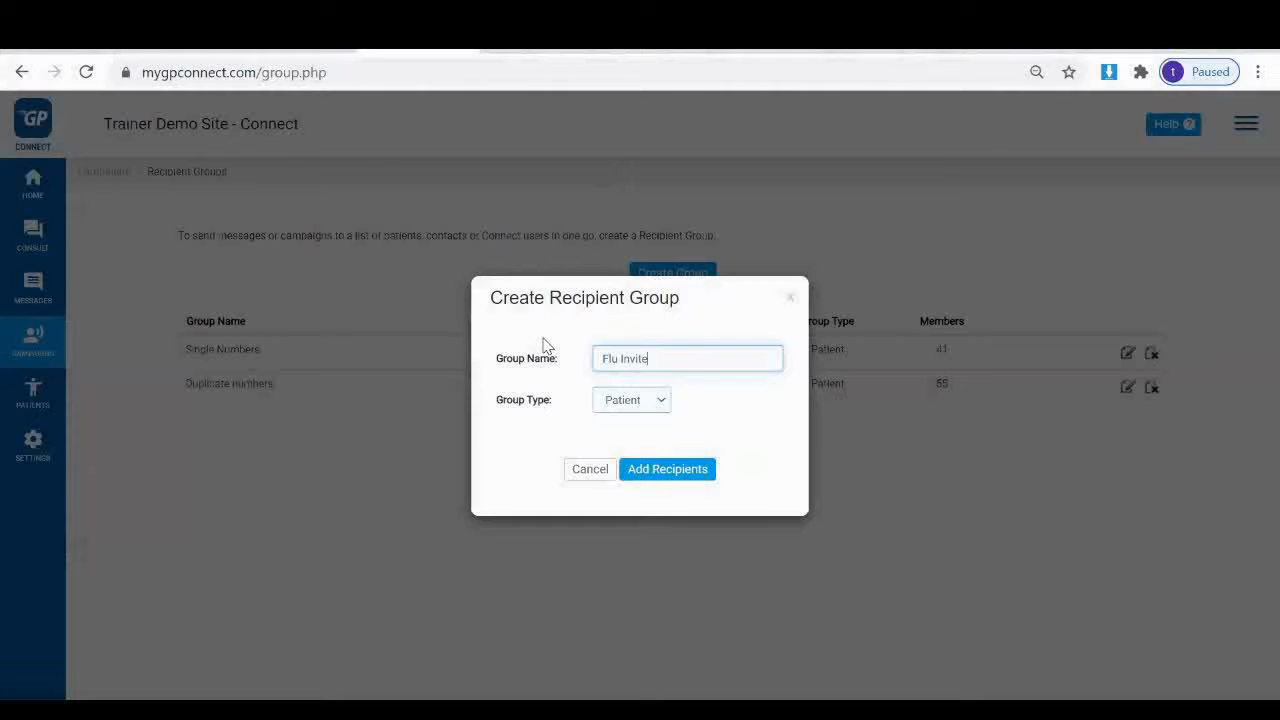 mygpconnect.com/group.php
t
Paused
GP
CONNECT
Trainer Demo Site - Connect
Help ?
HOME
CONSULT
MESSAGES
CAMPAIGNS
PATIENTS
SETTINGS
Campaigns Recipient Groups
To send messages or campaigns to a list of patients, contacts or Connect users in one go, create a Recipient Group.
Create Group
Group Name
roup Type
Members
Single Numbers
Patient
41
Duplicate numbers
Patient
55
Create Recipient Group
x
Group Name:
Flu Invite
Group Type:
Patient
Cancel
Add Recipients